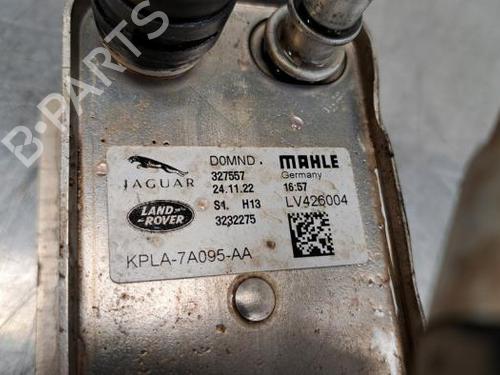 B-PARTS
JAGUAR
LAND-
ROVER
DOMND.
327557
24.11.22
S1. H13
3232275
MAHLE
Germany
16:57
LV426004
KPLA-7A095-AA